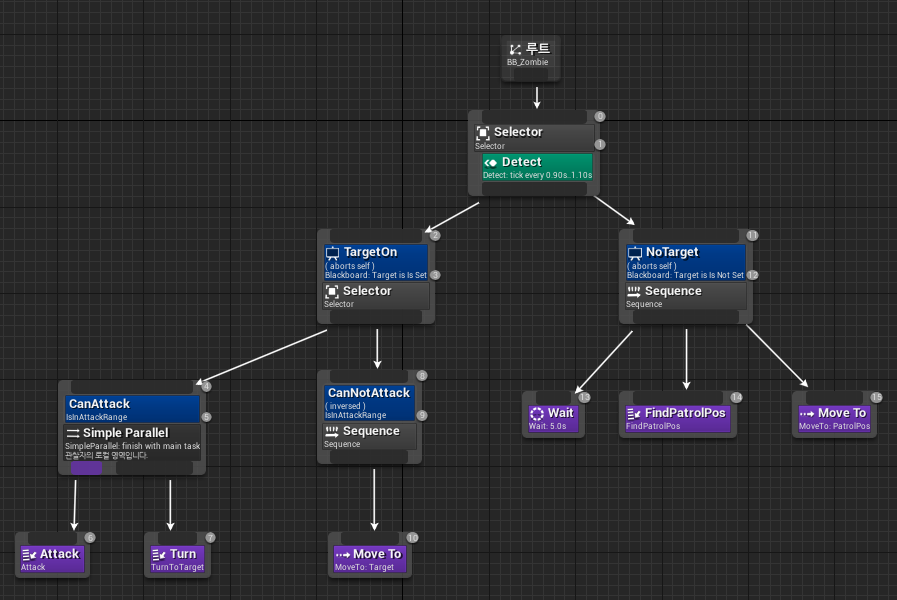 루트
BB_Zombie
0
Selector
Selector
1
Detect
Detect: tick every 0.90s..1.10s
2
TargetOn
( aborts self )
Blackboard: Target is Is Set
3
Selector
Selector
11
NoTarget
( aborts self )
Blackboard: Target is Is Not Set
12
Sequence
Sequence
4
CanAttack
IsInAttackRange
5
Simple Parallel
SimpleParallel: finish with main task
관찰자의 로컬 영역입니다.
8
CanNotAttack
( inversed )
IsInAttackRange
9
Sequence
Sequence
13
Wait
Wait: 5.0s
14
FindPatrolPos
FindPatrolPos
15
Move To
MoveTo: PatrolPos
6
Attack
Attack
7
Turn
TurnToTarget
10
Move To
MoveTo: Target